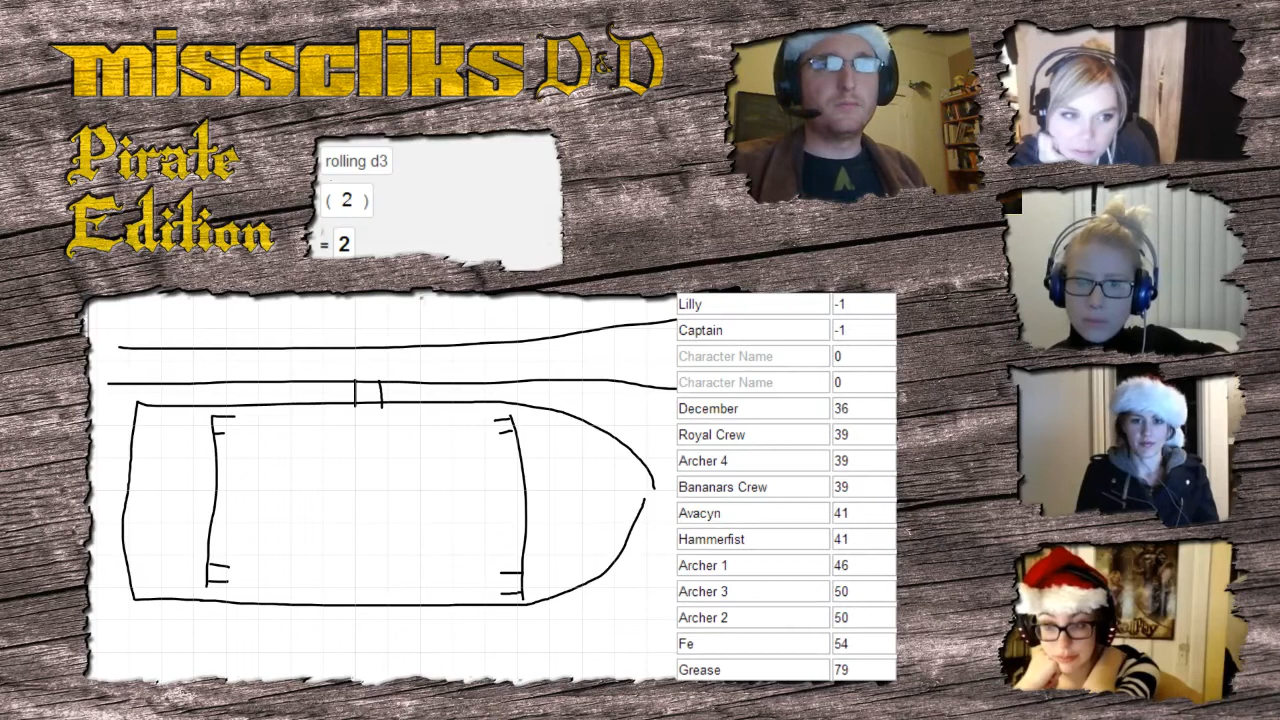 misscliks D&D
Pirate
Edition
rolling d3
( 2 )
= 2
Lilly -1
Captain -1
Character Name 0
Character Name 0
December 36
Royal Crew 39
Archer 4 39
Bananars Crew 39
Avacyn 41
Hammerfist 41
Archer 1 46
Archer 3 50
Archer 2 50
Fe 54
Grease 79